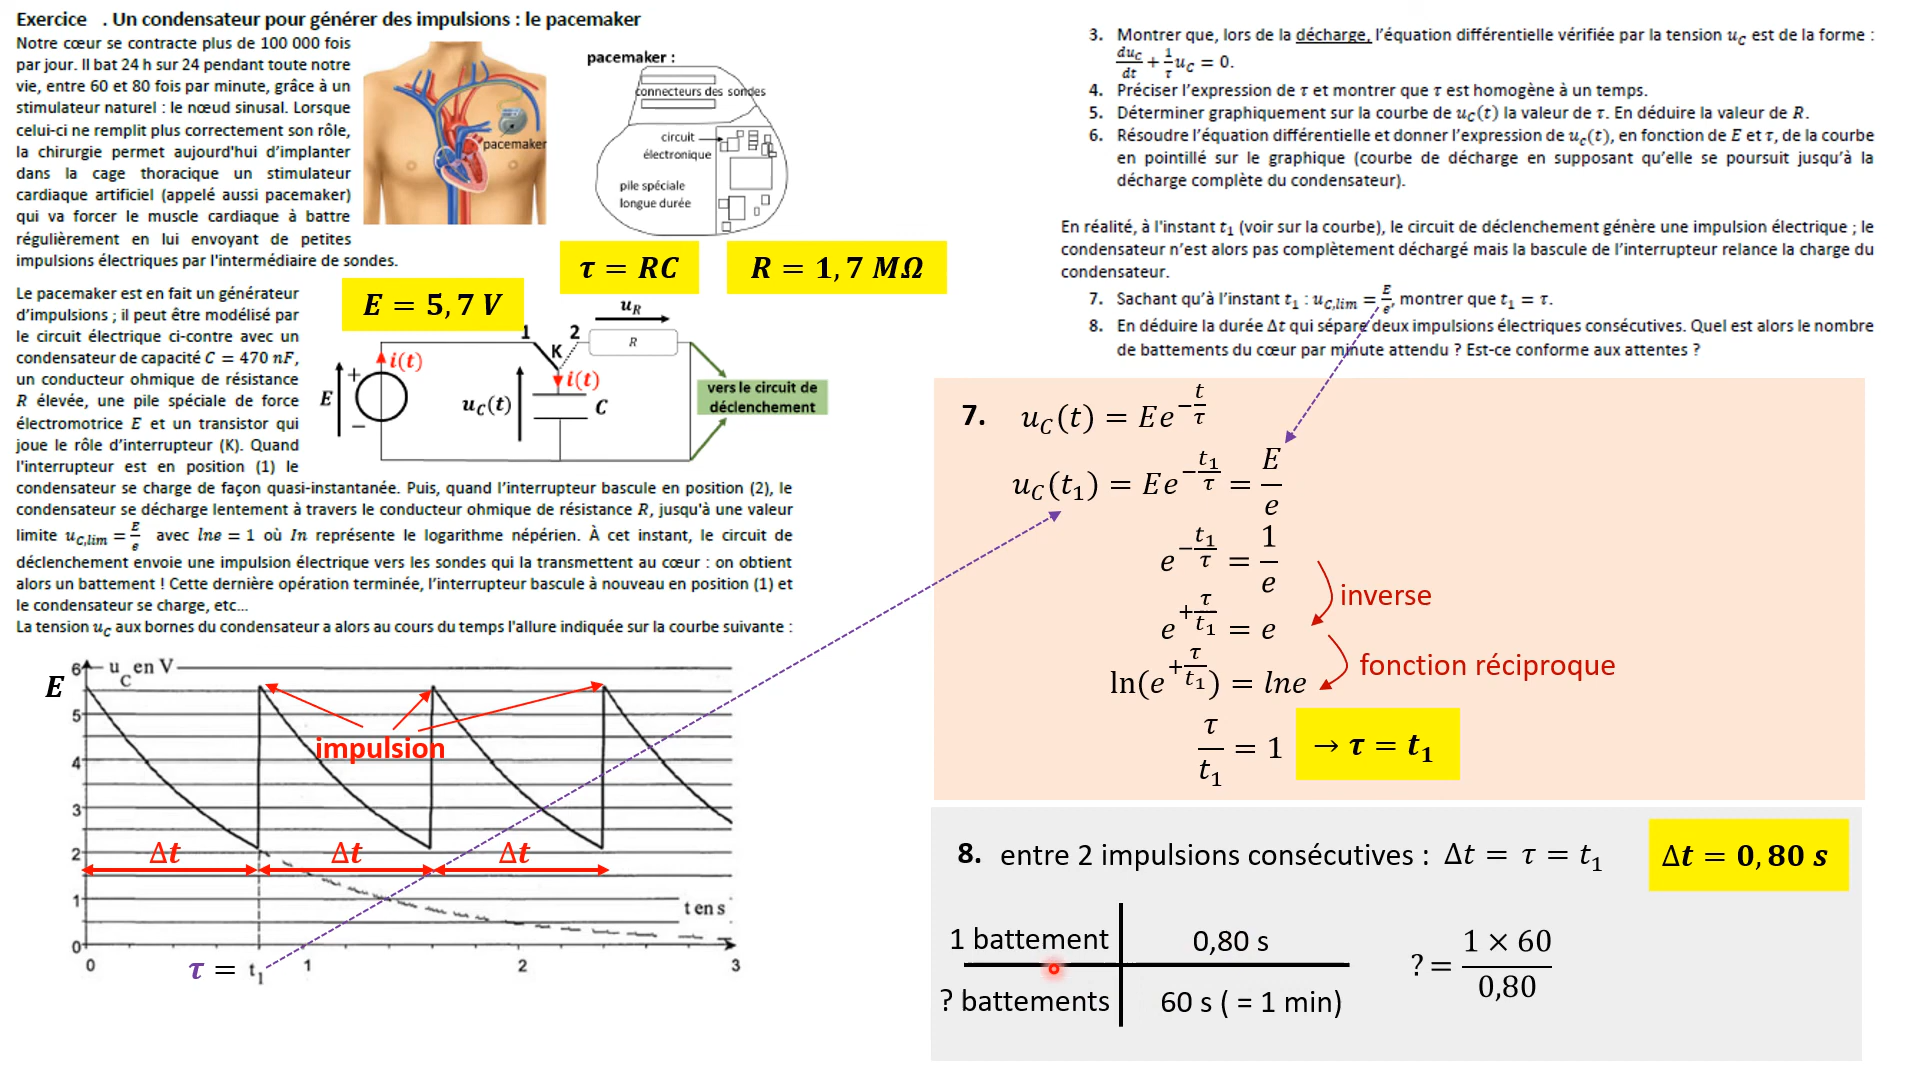 Exercice . Un condensateur pour générer des impulsions : le pacemaker
Notre cœur se contracte plus de 100 000 fois
par jour. Il bat 24 h sur 24 pendant toute notre
vie, entre 60 et 80 fois par minute, grâce à un
stimulateur naturel : le nœud sinusal. Lorsque
celui-ci ne remplit plus correctement son rôle,
la chirurgie permet aujourd'hui d'implanter
dans la cage thoracique un stimulateur
cardiaque artificiel (appelé aussi pacemaker)
qui va forcer le muscle cardiaque à battre
régulièrement en lui envoyant de petites
impulsions électriques par l'intermédiaire de sondes.
pacemaker
pacemaker :
connecteurs des sondes
circuit
électronique
pile spéciale
longue durée
τ = RC
R = 1,7 MΩ
E = 5,7 V
Le pacemaker est en fait un générateur
d'impulsions ; il peut être modélisé par
le circuit électrique ci-contre avec un
condensateur de capacité C = 470 nF,
un conducteur ohmique de résistance
R élevée, une pile spéciale de force
électromotrice E et un transistor qui
joue le rôle d'interrupteur (K). Quand
l'interrupteur est en position (1) le
condensateur se charge de façon quasi-instantanée. Puis, quand l'interrupteur bascule en position (2), le
condensateur se décharge lentement à travers le conducteur ohmique de résistance R, jusqu'à une valeur
limite u_C,lim = E/e avec lne = 1 où ln représente le logarithme népérien. À cet instant, le circuit de
déclenchement envoie une impulsion électrique vers les sondes qui la transmettent au cœur : on obtient
alors un battement ! Cette dernière opération terminée, l'interrupteur bascule à nouveau en position (1) et
le condensateur se charge, etc...
La tension u_C aux bornes du condensateur a alors au cours du temps l'allure indiquée sur la courbe suivante :
u_R
1
2
K
R
i(t)
i(t)
+
E
−
u_C(t)
C
vers le circuit de
déclenchement
E
6
u_C en V
5
4
3
2
1
0
impulsion
Δt
Δt
Δt
t en s
0
τ = t₁
1
2
3
3. Montrer que, lors de la décharge, l'équation différentielle vérifiée par la tension u_C est de la forme :
du_C/dt + 1/τ u_C = 0.
4. Préciser l'expression de τ et montrer que τ est homogène à un temps.
5. Déterminer graphiquement sur la courbe de u_C(t) la valeur de τ. En déduire la valeur de R.
6. Résoudre l'équation différentielle et donner l'expression de u_C(t), en fonction de E et τ, de la courbe
en pointillé sur le graphique (courbe de décharge en supposant qu'elle se poursuit jusqu'à la
décharge complète du condensateur).
En réalité, à l'instant t₁ (voir sur la courbe), le circuit de déclenchement génère une impulsion électrique ; le
condensateur n'est alors pas complètement déchargé mais la bascule de l'interrupteur relance la charge du
condensateur.
7. Sachant qu'à l'instant t₁ : u_C,lim = E/e, montrer que t₁ = τ.
8. En déduire la durée Δt qui sépare deux impulsions électriques consécutives. Quel est alors le nombre
de battements du cœur par minute attendu ? Est-ce conforme aux attentes ?
7. u_C(t) = Ee^(−t/τ)
u_C(t₁) = Ee^(−t₁/τ) = E/e
e^(−t₁/τ) = 1/e
inverse
e^(+τ/t₁) = e
fonction réciproque
ln(e^(+τ/t₁)) = lne
τ/t₁ = 1 → τ = t₁
8. entre 2 impulsions consécutives : Δt = τ = t₁ Δt = 0,80 s
1 battement 0,80 s
? battements 60 s ( = 1 min)
? = (1 × 60)/0,80